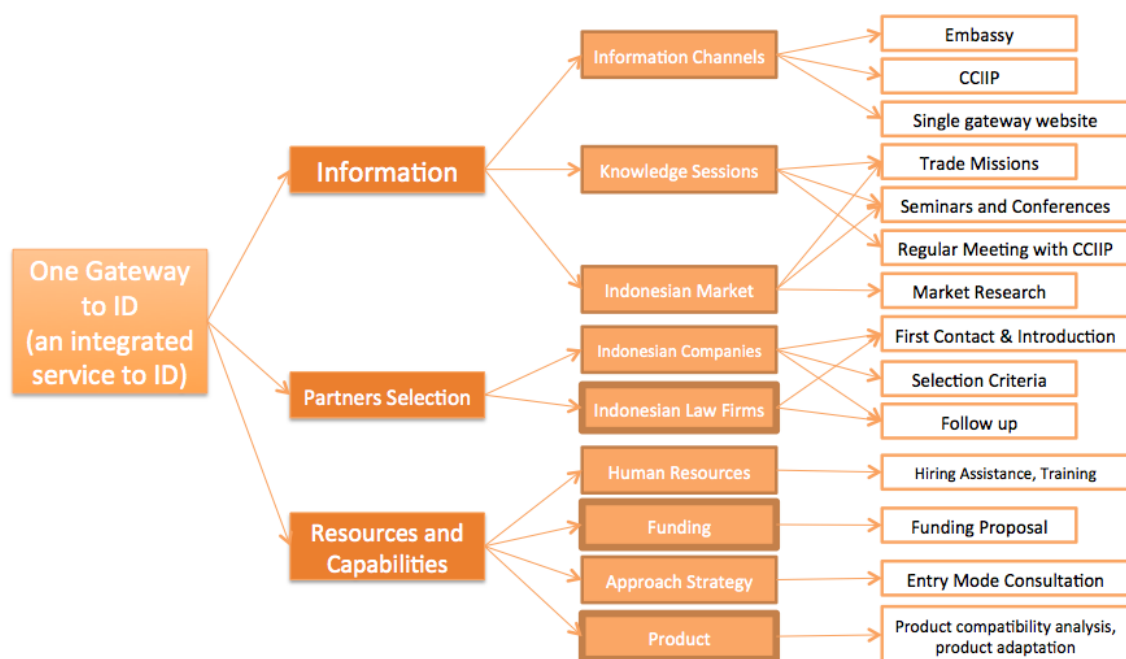 One Gateway
to ID
(an integrated
service to ID)
Information
Partners Selection
Resources and
Capabilities
Information Channels
Knowledge Sessions
Indonesian Market
Indonesian Companies
Indonesian Law Firms
Human Resources
Funding
Approach Strategy
Product
Embassy
CCIIP
Single gateway website
Trade Missions
Seminars and Conferences
Regular Meeting with CCIIP
Market Research
First Contact & Introduction
Selection Criteria
Follow up
Hiring Assistance, Training
Funding Proposal
Entry Mode Consultation
Product compatibility analysis,
product adaptation